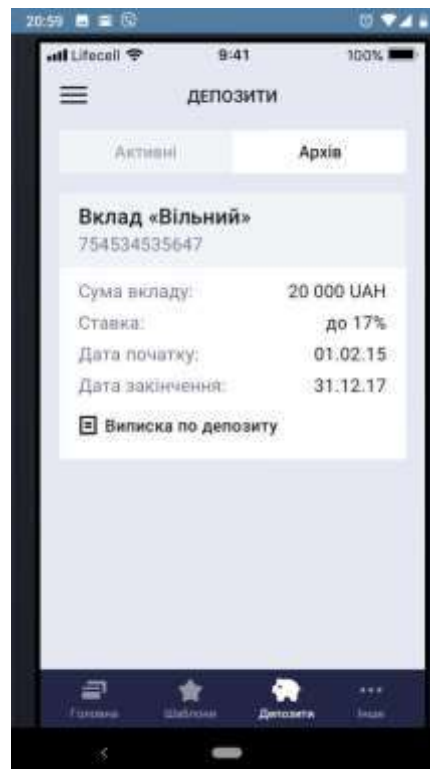 20:59
Lifecell 9:41 100%
ДЕПОЗИТИ
Активні Архів
Вклад «Вільний»
754534535647
Сума вкладу: 20 000 UAH
Ставка: до 17%
Дата початку: 01.02.15
Дата закінчення: 31.12.17
Виписка по депозиту
Головна Шаблони Депозити Інше